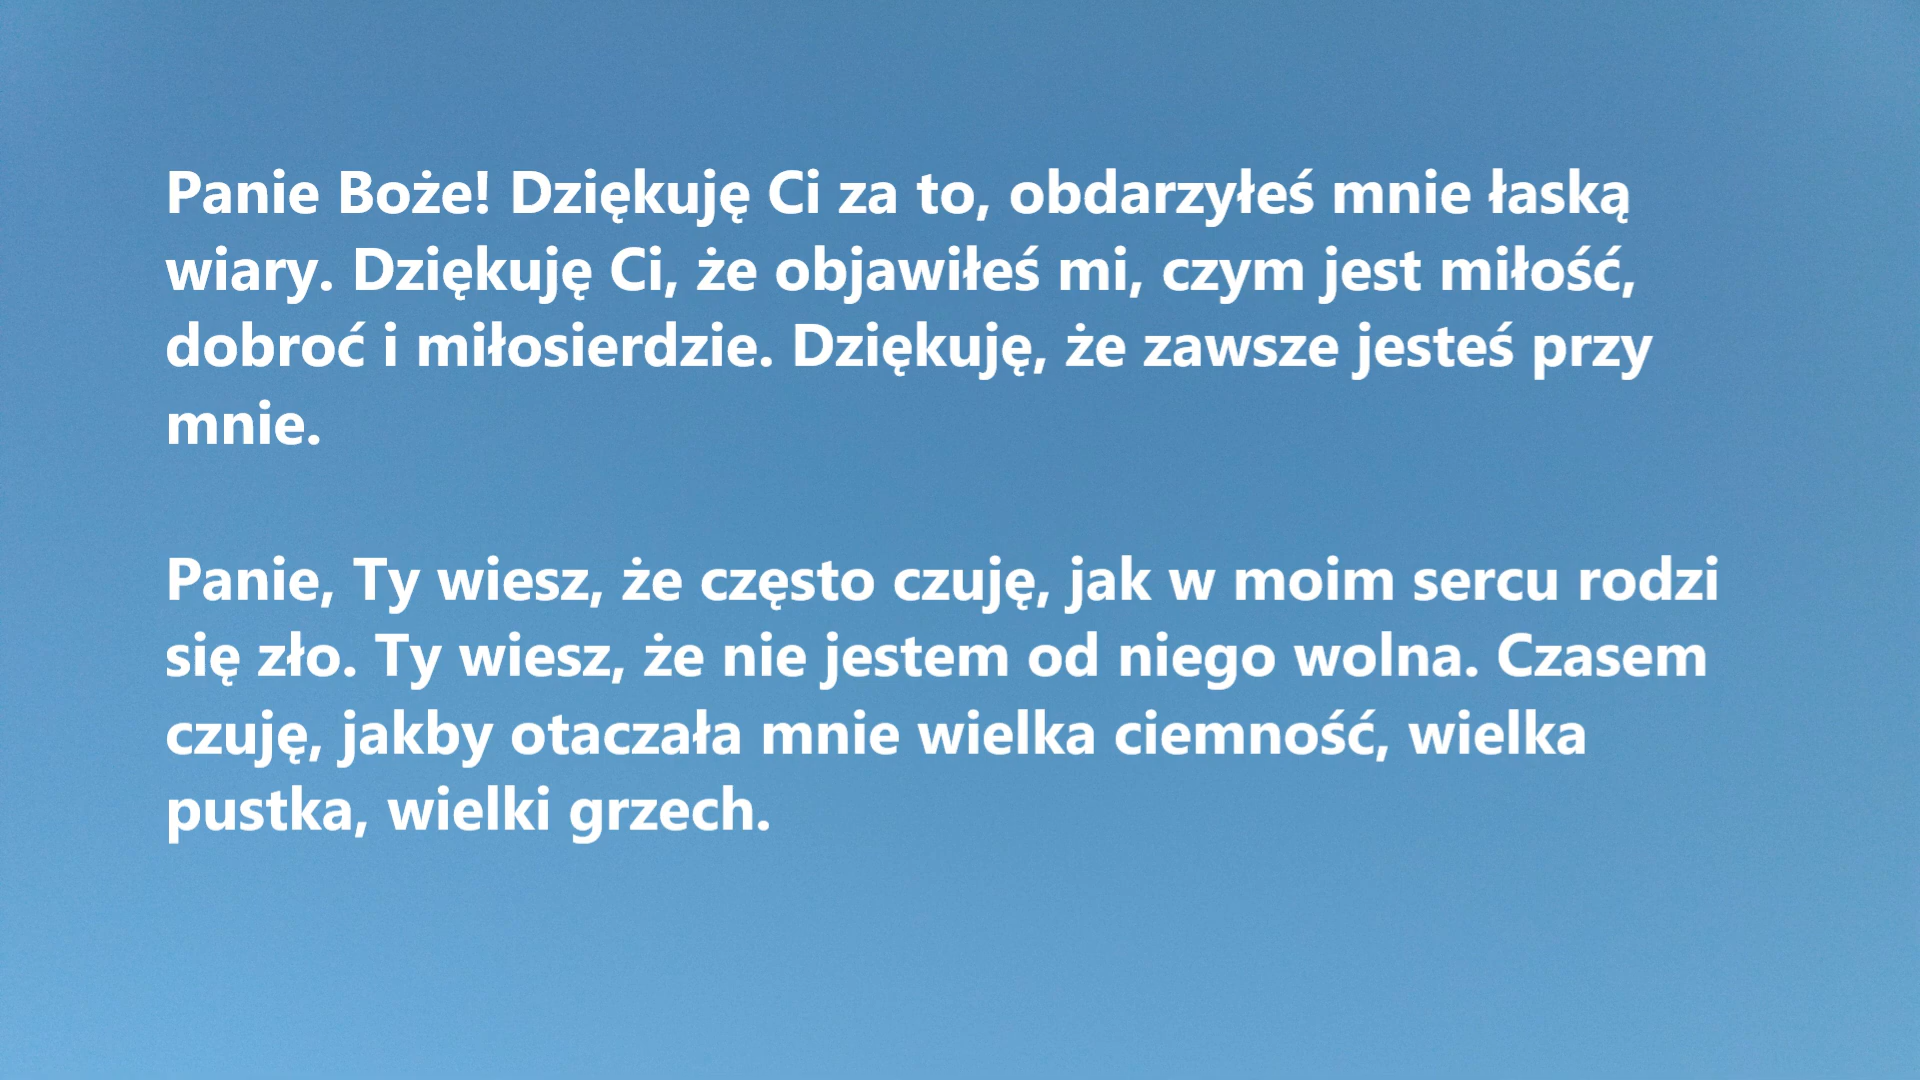 Panie Boże! Dziękuję Ci za to, obdarzyłeś mnie łaską
wiary. Dziękuję Ci, że objawiłeś mi, czym jest miłość,
dobroć i miłosierdzie. Dziękuję, że zawsze jesteś przy
mnie.
Panie, Ty wiesz, że często czuję, jak w moim sercu rodzi
się zło. Ty wiesz, że nie jestem od niego wolna. Czasem
czuję, jakby otaczała mnie wielka ciemność, wielka
pustka, wielki grzech.